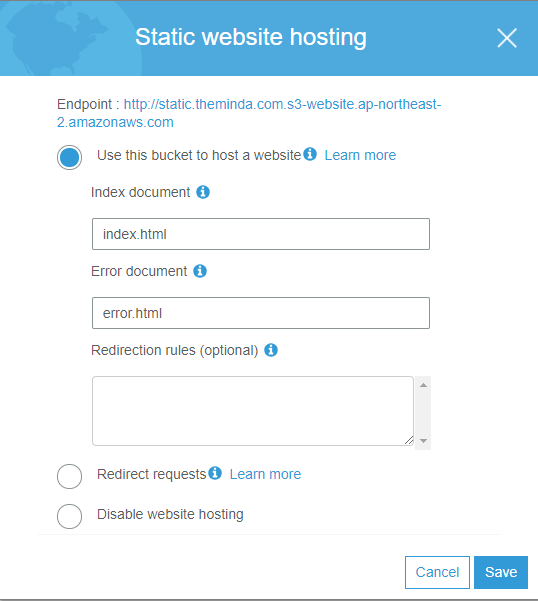 Static website hosting
Endpoint : http://static.theminda.com.s3-website.ap-northeast-
2.amazonaws.com
Use this bucket to host a website Learn more
Index document
index.html
Error document
error.html
Redirection rules (optional)
Redirect requests Learn more
Disable website hosting
Cancel Save